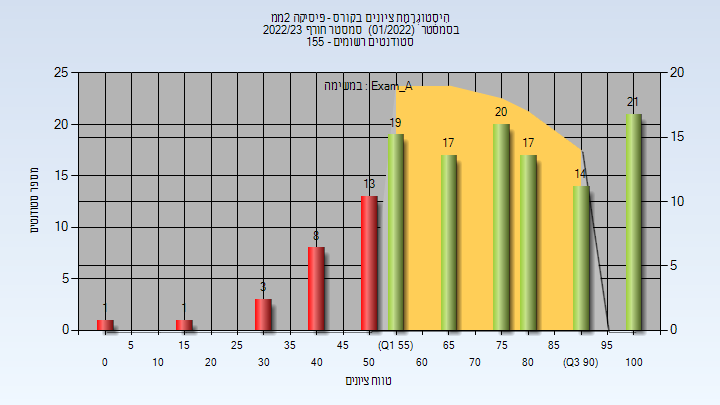 היסטוגרמת ציונים בקורס - פיסיקה 2ממ
בסמסטר (01/2022) סמסטר חורף 2022/23
סטודנטים רשומים - 155
במשימה : Exam_A
מספר סטודנטים
25
20
15
10
5
0
20
15
10
5
0
1
1
3
8
13
19
17
20
17
14
21
5 15 25 35 45 (Q1 55) 65 75 85 95
0 10 20 30 40 50 60 70 80 (Q3 90) 100
טווח ציונים